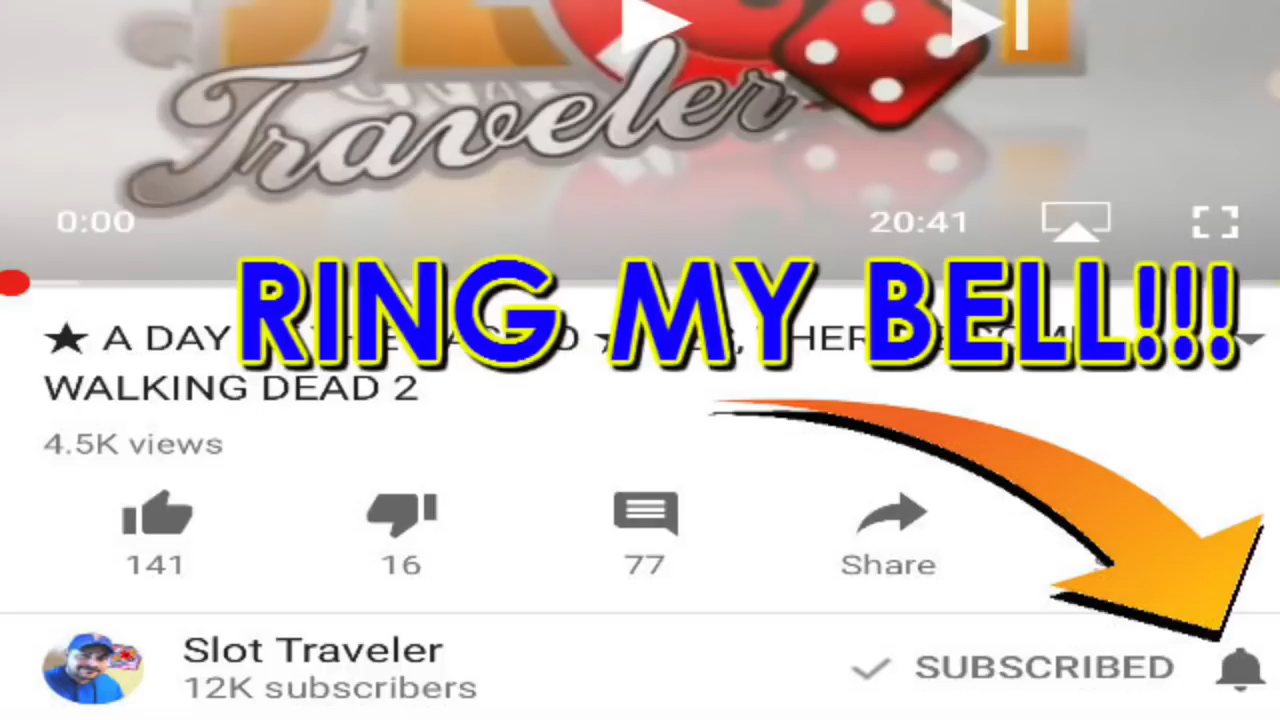 Traveler
0:00
20:41
RING MY BELL!!!
★ A DAY
WALKING DEAD 2
4.5K views
141
16
77
Share
Slot Traveler
12K subscribers
SUBSCRIBED